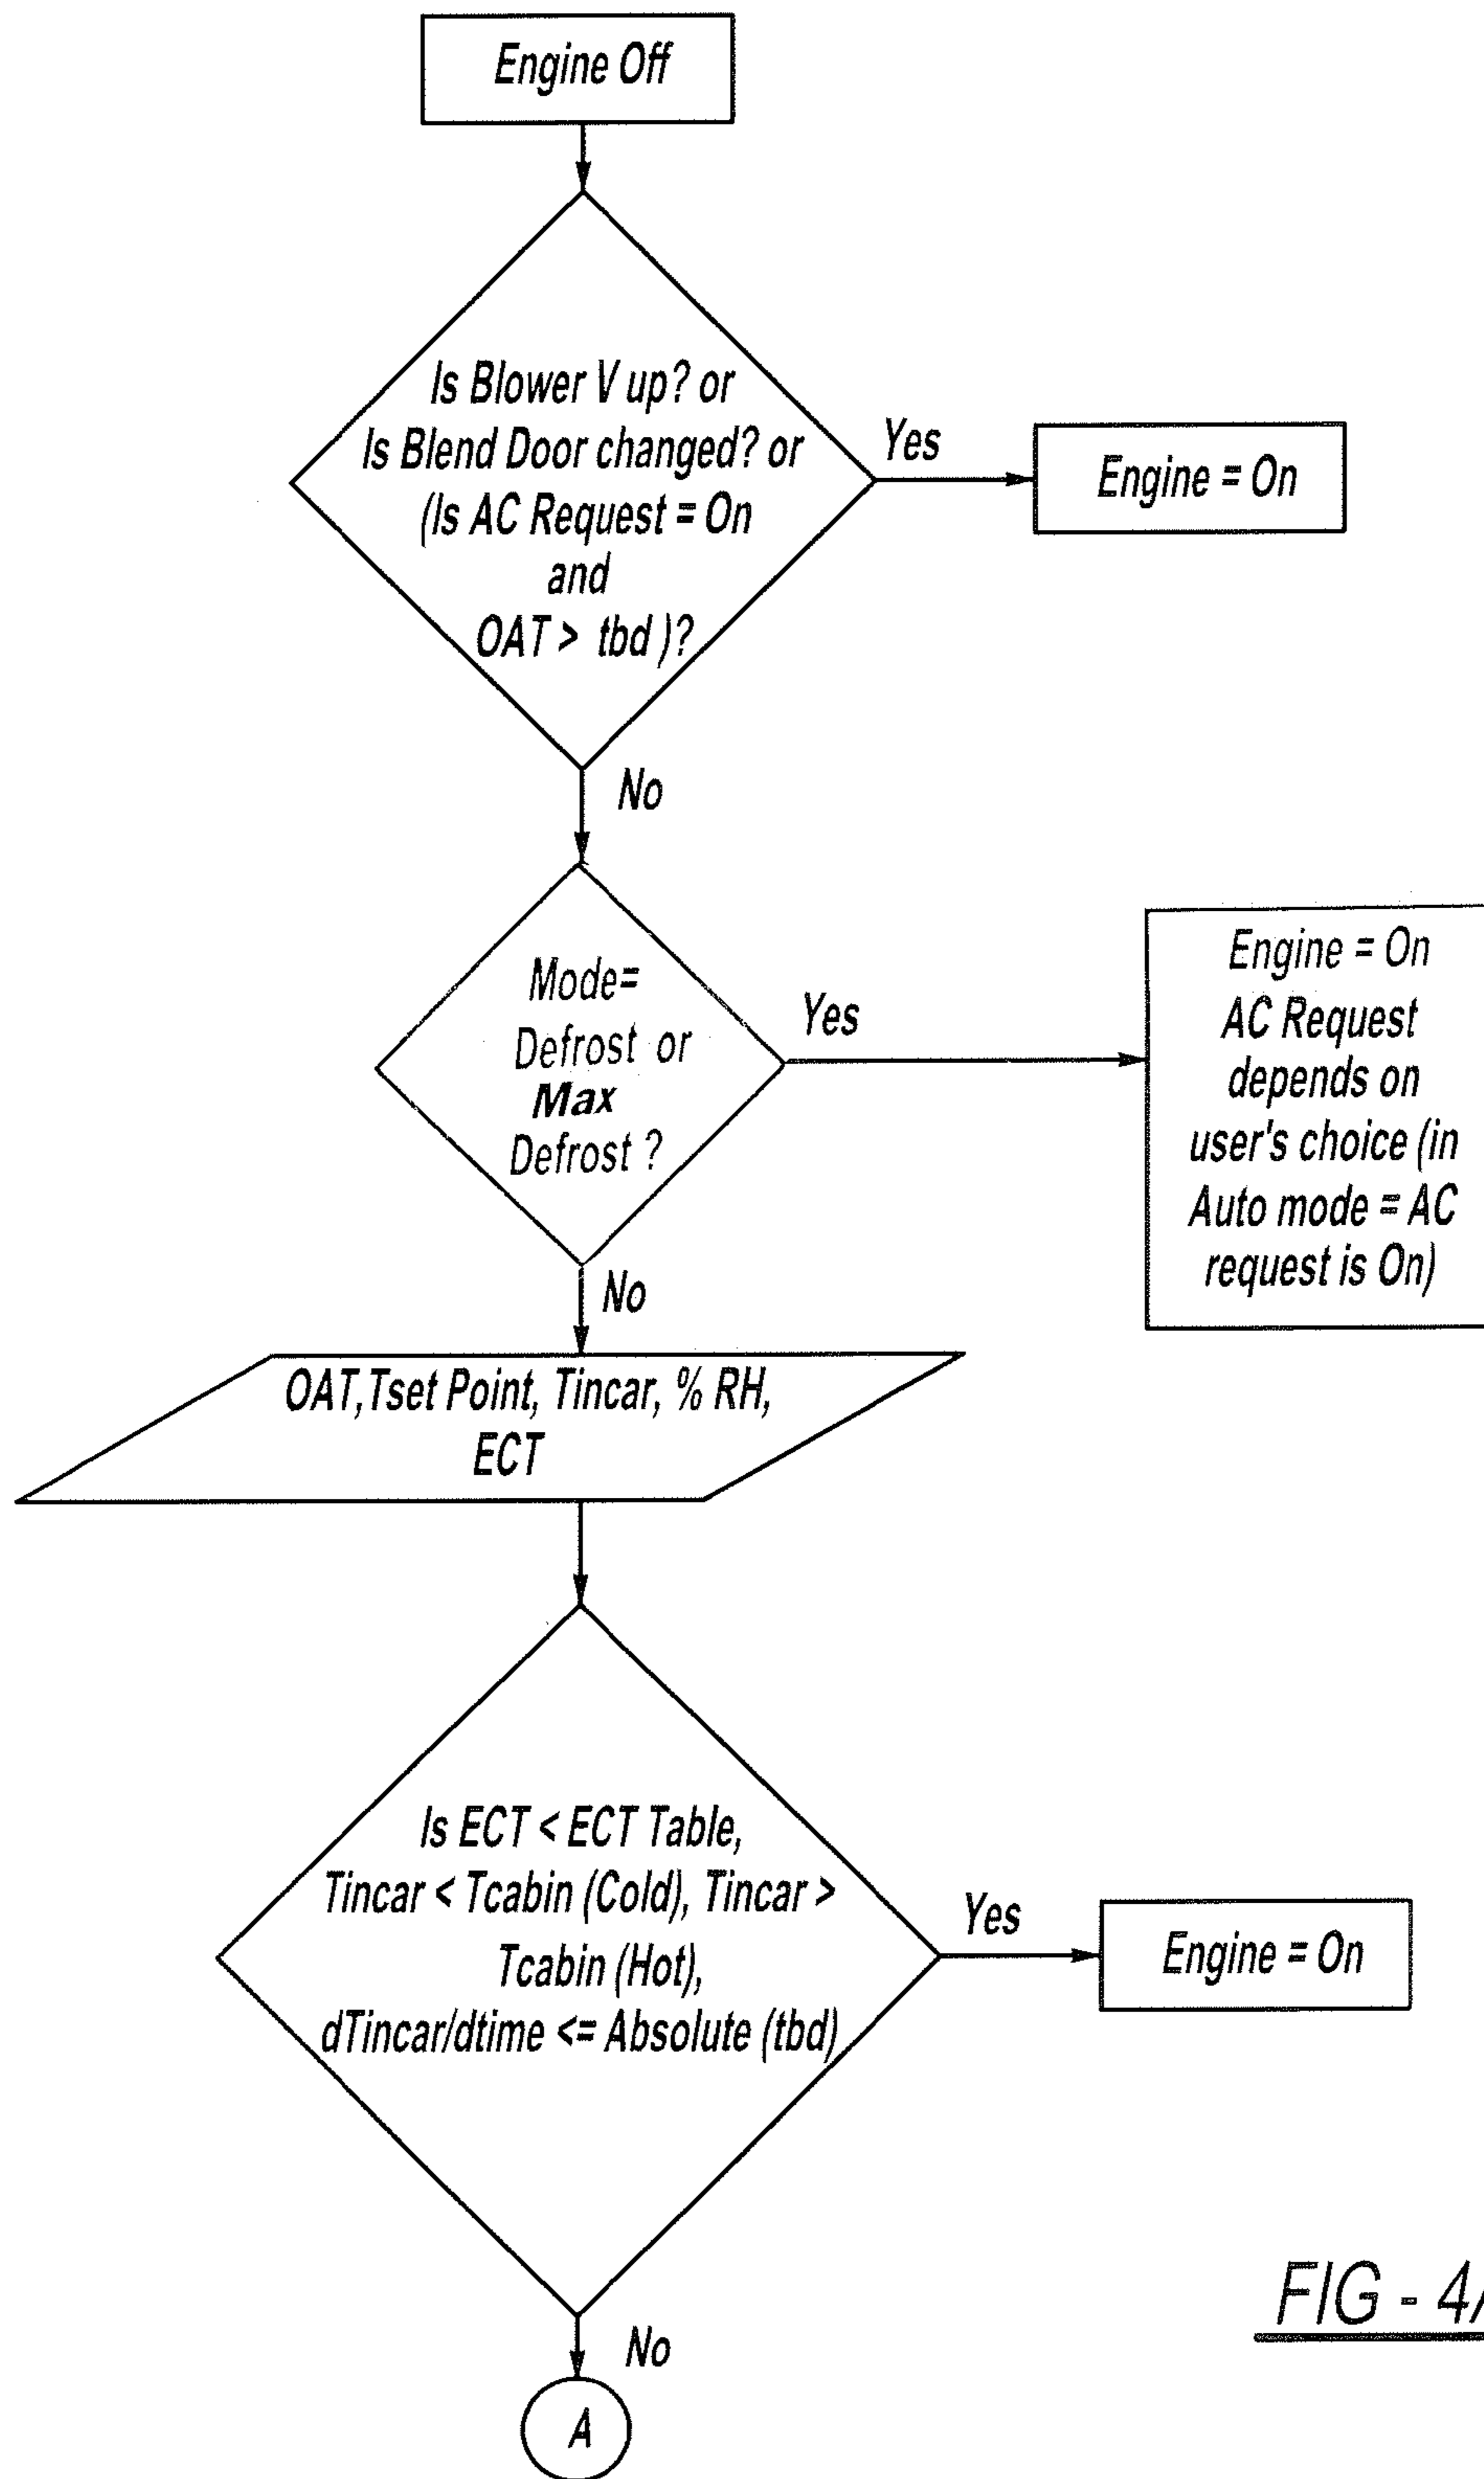 Engine Off
Is Blower V up? or
Is Blend Door changed? or
(Is AC Request = On
and
OAT > tbd )?
Yes
Engine = On
No
Mode=
Defrost or
Max
Defrost ?
Yes
Engine = On
AC Request
depends on
user's choice (in
Auto mode = AC
request is On)
No
OAT,Tset Point, Tincar, % RH,
ECT
Is ECT < ECT Table,
Tincar < Tcabin (Cold), Tincar >
Tcabin (Hot),
dTincar/dtime <= Absolute (tbd)
Yes
Engine = On
No
A
FIG - 4